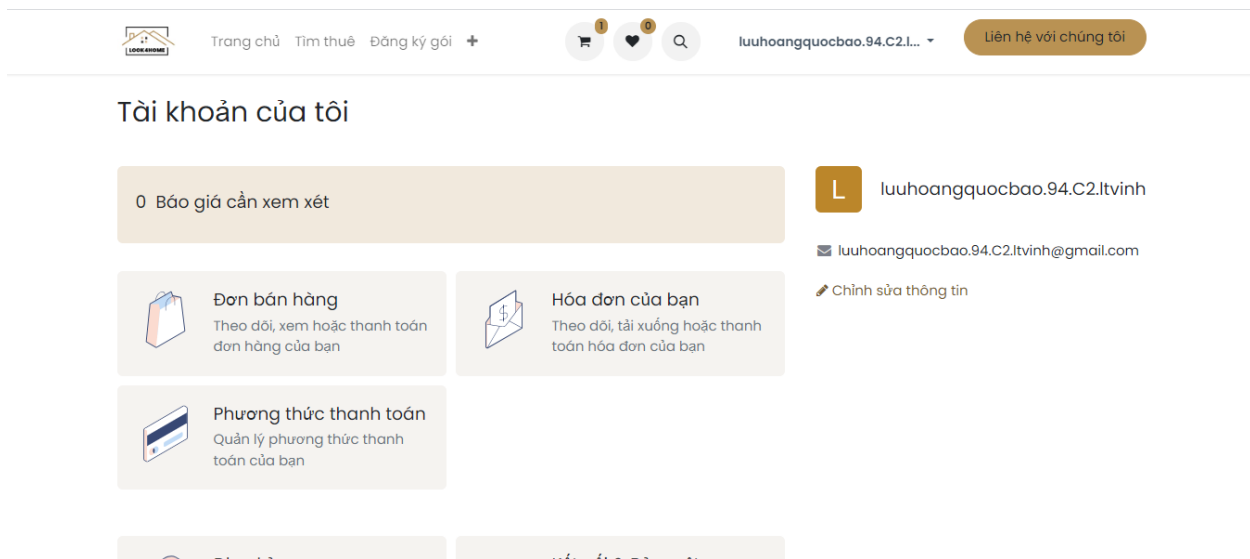 LOOK4HOME
Trang chủ Tìm thuê Đăng ký gói +
1
0
luuhoangquocbao.94.C2.l...
Liên hệ với chúng tôi
Tài khoản của tôi
0 Báo giá cần xem xét
L
luuhoangquocbao.94.C2.ltvinh
luuhoangquocbao.94.C2.ltvinh@gmail.com
Chỉnh sửa thông tin
Đơn bán hàng
Theo dõi, xem hoặc thanh toán
đơn hàng của bạn
Hóa đơn của bạn
Theo dõi, tải xuống hoặc thanh
toán hóa đơn của bạn
Phương thức thanh toán
Quản lý phương thức thanh
toán của bạn